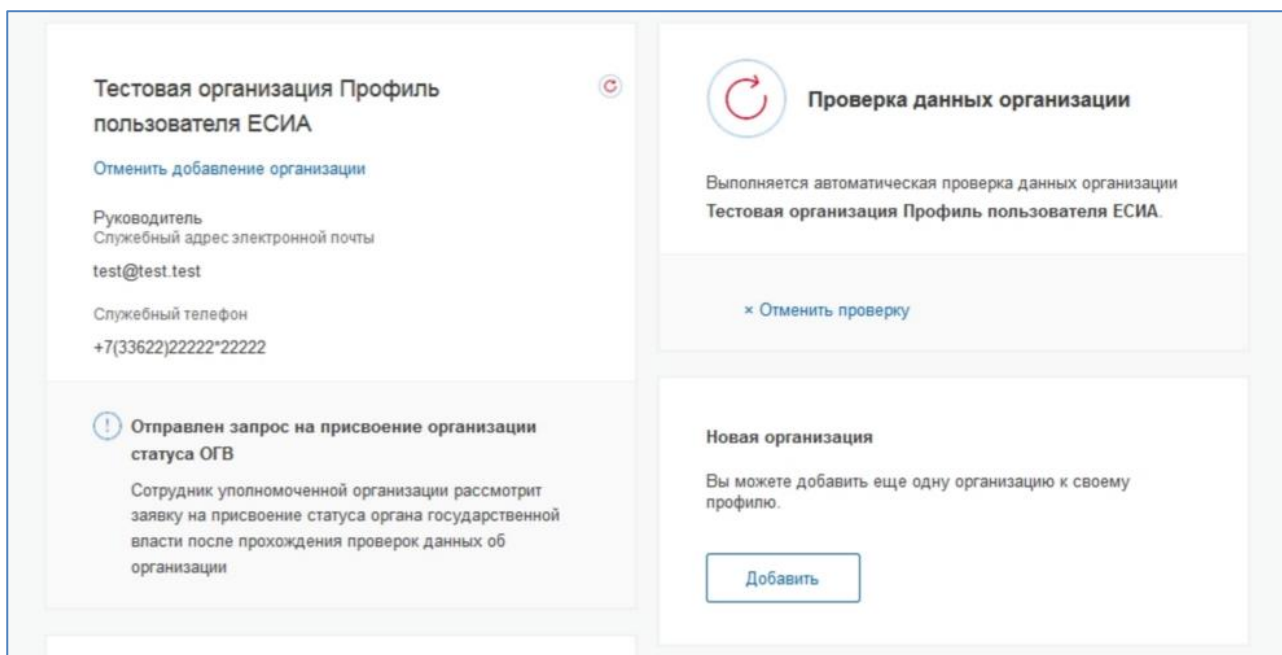 Тестовая организация Профиль
пользователя ЕСИА
Отменить добавление организации
Руководитель
Служебный адрес электронной почты
test@test.test
Служебный телефон
+7(33622)22222*22222
! Отправлен запрос на присвоение организации
статуса ОГВ
Сотрудник уполномоченной организации рассмотрит
заявку на присвоение статуса органа государственной
власти после прохождения проверок данных об
организации
Проверка данных организации
Выполняется автоматическая проверка данных организации
Тестовая организация Профиль пользователя ЕСИА.
× Отменить проверку
Новая организация
Вы можете добавить еще одну организацию к своему
профилю.
Добавить